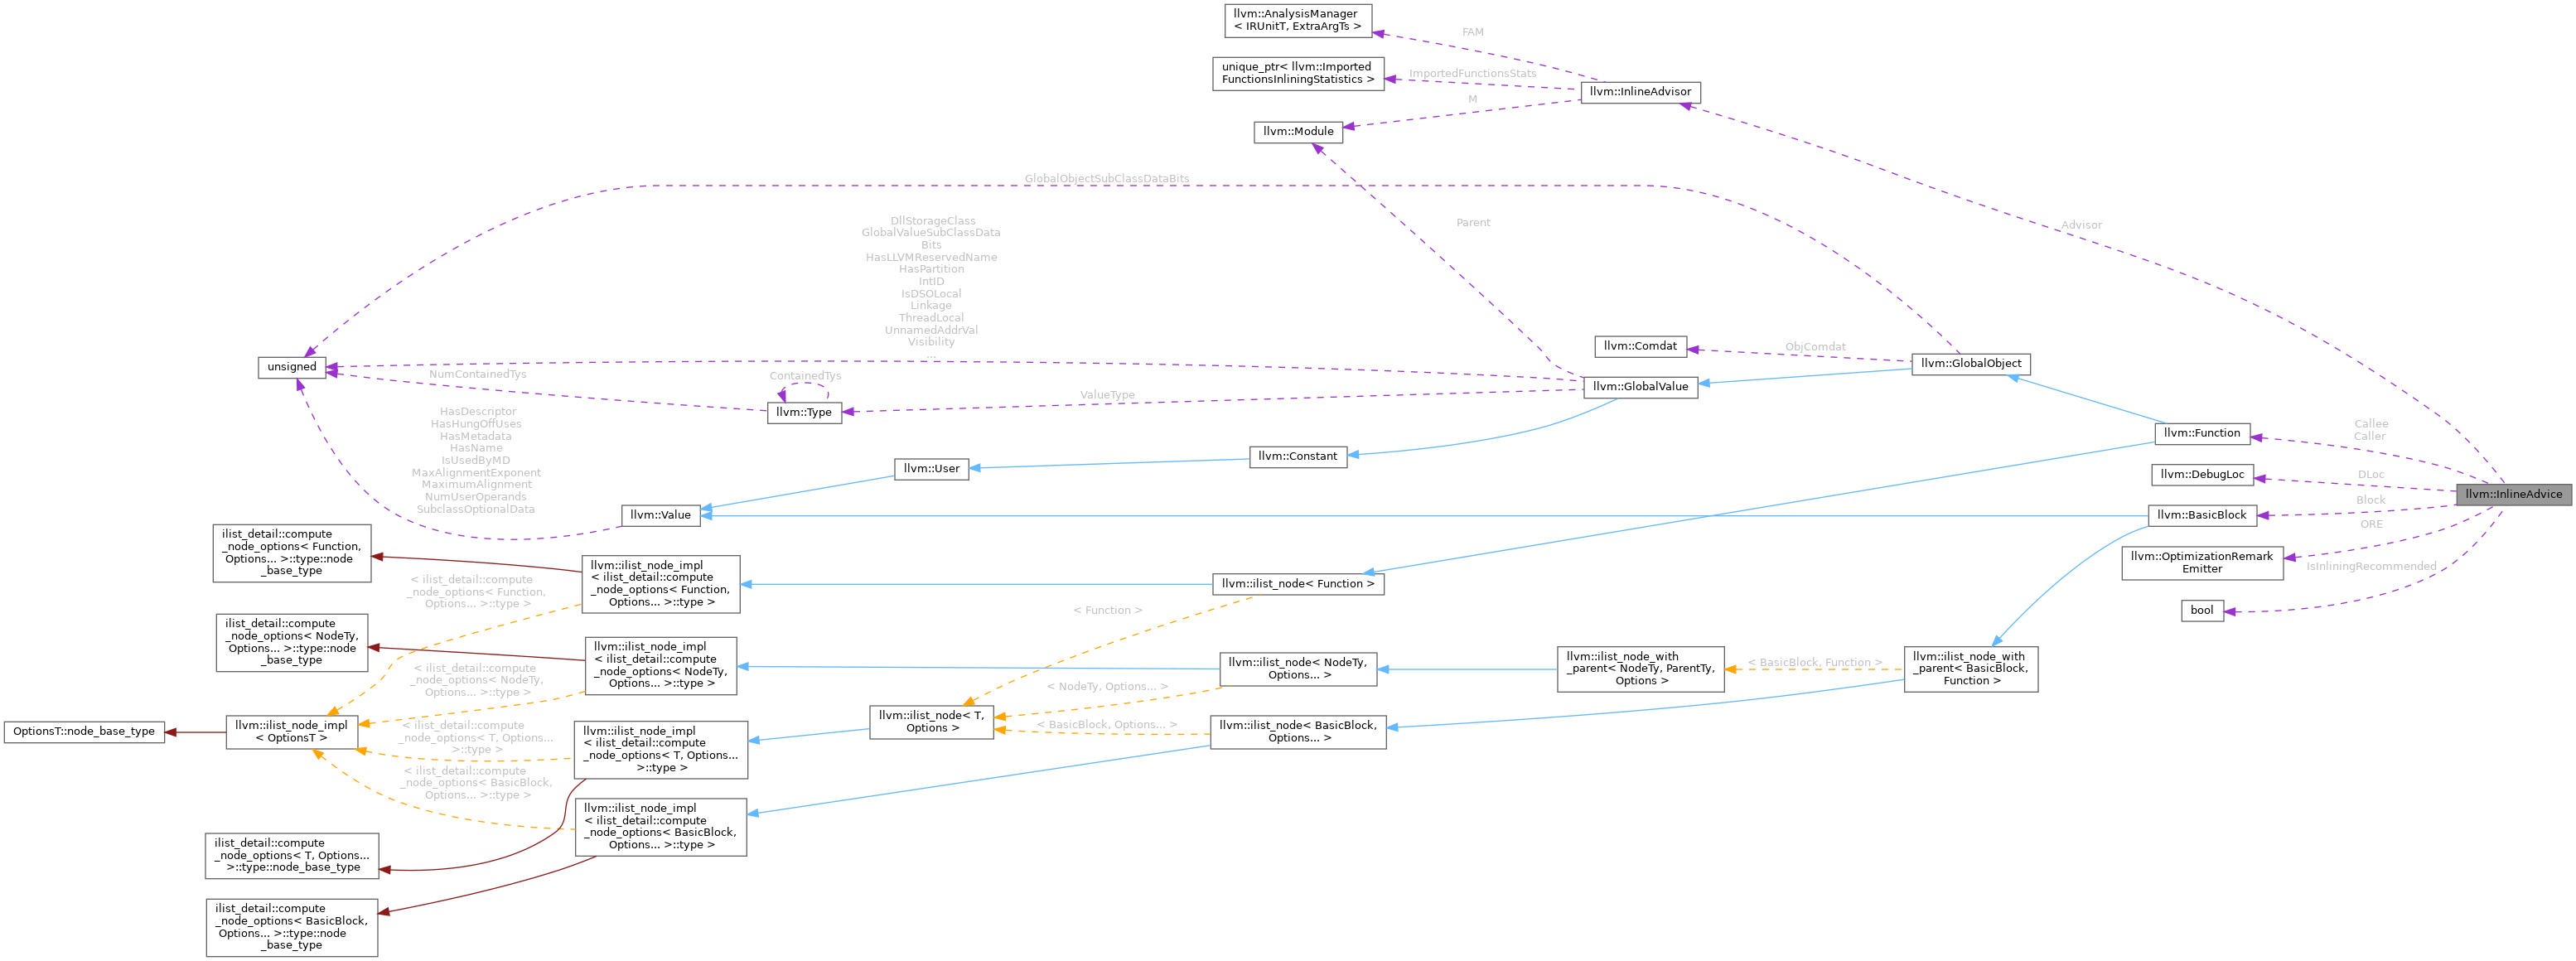 llvm::AnalysisManager
< IRUnitT, ExtraArgTs >
FAM
unique_ptr< llvm::Imported
FunctionsInliningStatistics >
ImportedFunctionsStats
llvm::InlineAdvisor
M
llvm::Module
GlobalObjectSubClassDataBits
Parent
Advisor
DllStorageClass
GlobalValueSubClassData
Bits
HasLLVMReservedName
HasPartition
IntID
IsDSOLocal
Linkage
ThreadLocal
UnnamedAddrVal
Visibility
...
llvm::Comdat
ObjComdat
llvm::GlobalObject
unsigned
NumContainedTys
ContainedTys
llvm::Type
ValueType
llvm::GlobalValue
HasDescriptor
HasHungOffUses
HasMetadata
HasName
IsUsedByMD
MaxAlignmentExponent
MaximumAlignment
NumUserOperands
SubclassOptionalData
llvm::User
llvm::Constant
llvm::Function
Callee
Caller
llvm::DebugLoc
DLoc
llvm::InlineAdvice
llvm::Value
llvm::BasicBlock
Block
ORE
llvm::OptimizationRemark
Emitter
IsInliningRecommended
bool
ilist_detail::compute
_node_options< Function,
Options... >::type::node
_base_type
< ilist_detail::compute
_node_options< Function,
Options... >::type >
llvm::ilist_node_impl
< ilist_detail::compute
_node_options< Function,
Options... >::type >
llvm::ilist_node< Function >
< Function >
ilist_detail::compute
_node_options< NodeTy,
Options... >::type::node
_base_type
< ilist_detail::compute
_node_options< NodeTy,
Options... >::type >
llvm::ilist_node_impl
< ilist_detail::compute
_node_options< NodeTy,
Options... >::type >
llvm::ilist_node< NodeTy,
Options... >
< NodeTy, Options... >
llvm::ilist_node_with
_parent< NodeTy, ParentTy,
Options >
< BasicBlock, Function >
llvm::ilist_node_with
_parent< BasicBlock,
Function >
OptionsT::node_base_type
llvm::ilist_node_impl
< OptionsT >
< ilist_detail::compute
_node_options< T, Options...
>::type >
llvm::ilist_node_impl
< ilist_detail::compute
_node_options< T, Options...
>::type >
llvm::ilist_node< T,
Options >
< BasicBlock, Options... >
llvm::ilist_node< BasicBlock,
Options... >
< ilist_detail::compute
_node_options< BasicBlock,
Options... >::type >
llvm::ilist_node_impl
< ilist_detail::compute
_node_options< BasicBlock,
Options... >::type >
ilist_detail::compute
_node_options< T, Options...
>::type::node_base_type
ilist_detail::compute
_node_options< BasicBlock,
Options... >::type::node
_base_type